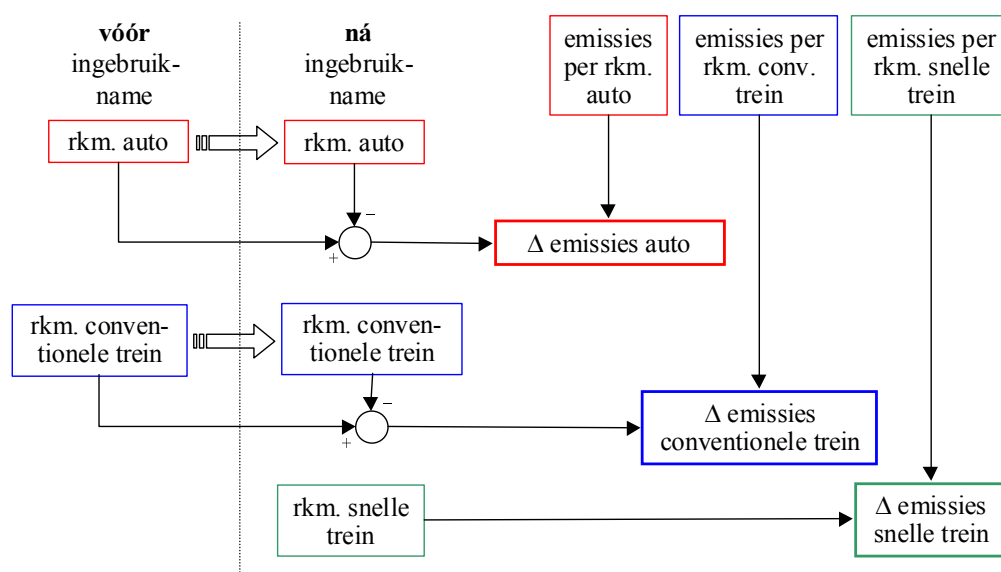 vóór
ingebruik-
name
ná
ingebruik-
name
emissies
per rkm.
auto
emissies per
rkm. conv.
trein
emissies per
rkm. snelle
trein
rkm. auto
rkm. auto
−
+
Δ emissies auto
rkm. conven-
tionele trein
rkm. conven-
tionele trein
−
+
Δ emissies
conventionele trein
rkm. snelle
trein
Δ emissies
snelle trein